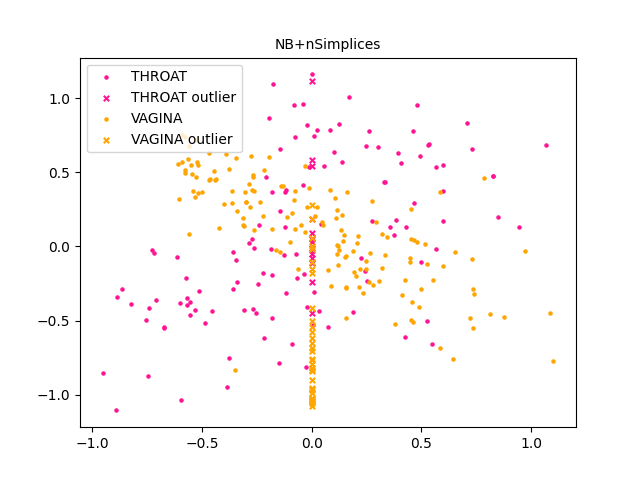 NB+nSimplices
THROAT
THROAT outlier
VAGINA
VAGINA outlier
1.0
0.5
0.0
−0.5
−1.0
−1.0 −0.5 0.0 0.5 1.0